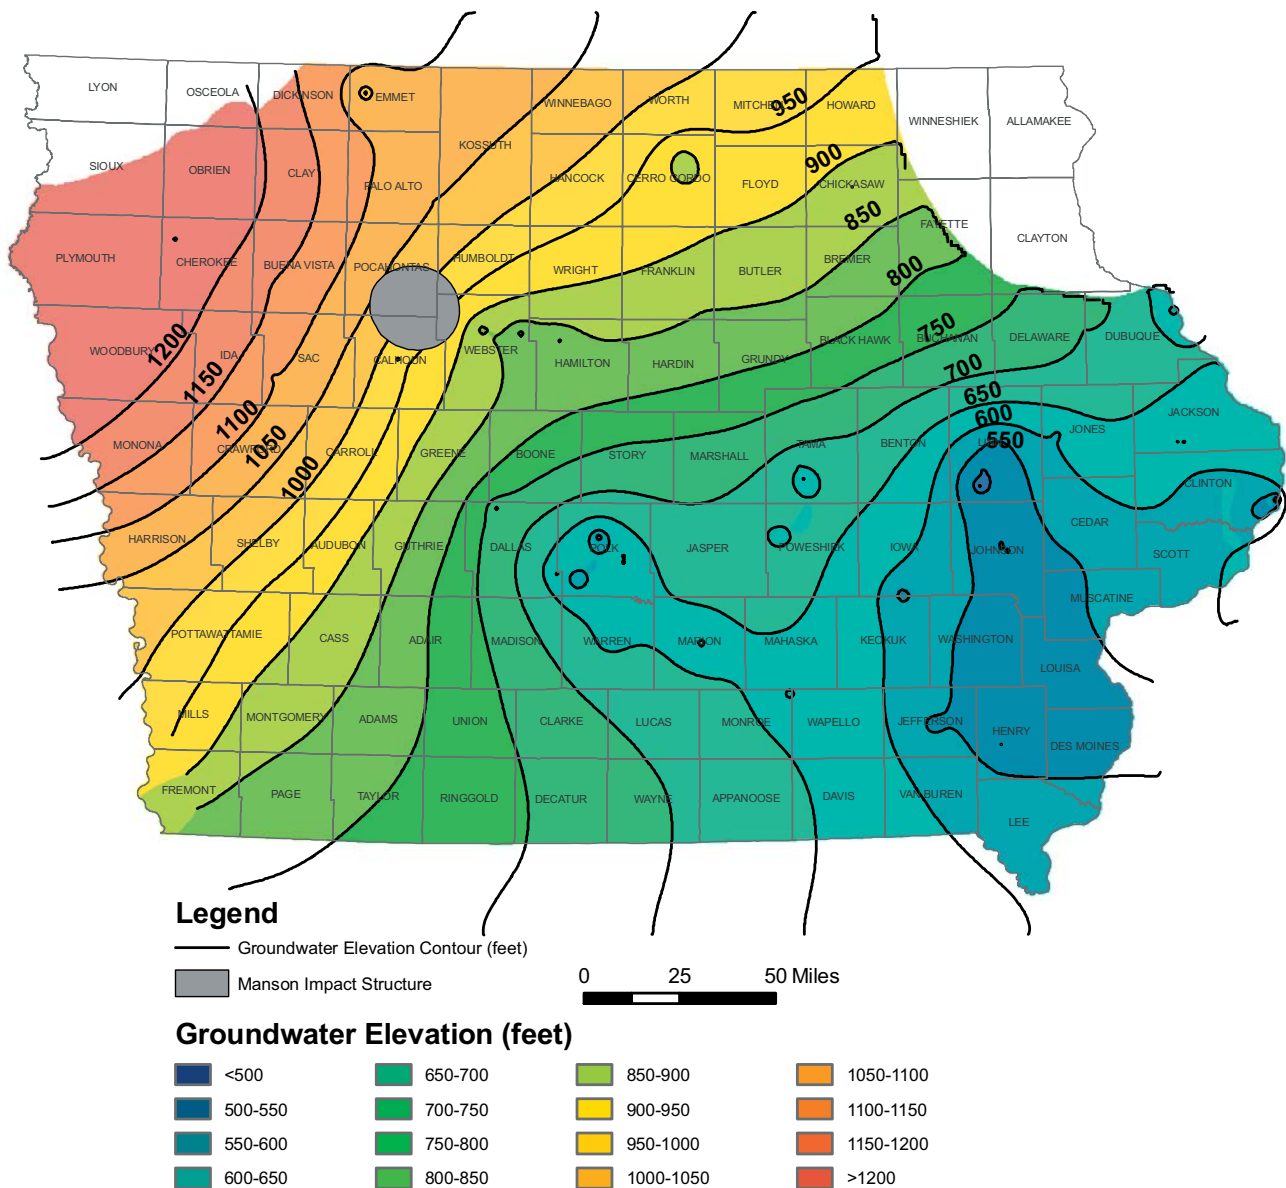 LYON
OSCEOLA
DICKINSON
EMMET
WINNEBAGO
WORTH
MITCHELL
950
HOWARD
WINNESHIEK
ALLAMAKEE
SIOUX
OBRIEN
CLAY
PALO ALTO
KOSSUTH
HANCOCK
CERRO GORDO
FLOYD
900
CHICKASAW
850
FAYETTE
CLAYTON
PLYMOUTH
CHEROKEE
BUENA VISTA
POCAHONTAS
HUMBOLDT
WRIGHT
FRANKLIN
BUTLER
BREMER
800
WOODBURY
1200
IDA
SAC
CALHOUN
WEBSTER
HAMILTON
HARDIN
GRUNDY
BLACK HAWK
750
BUCHANAN
DELAWARE
DUBUQUE
1150
700
650
600
550
1100
1050
1000
MONONA
CRAWFORD
CARROLL
GREENE
BOONE
STORY
MARSHALL
TAMA
BENTON
LINN
JONES
JACKSON
CLINTON
HARRISON
SHELBY
AUDUBON
GUTHRIE
DALLAS
POLK
JASPER
POWESHIEK
IOWA
JOHNSON
CEDAR
SCOTT
MUSCATINE
POTTAWATTAMIE
CASS
ADAIR
MADISON
WARREN
MARION
MAHASKA
KEOKUK
WASHINGTON
LOUISA
MILLS
MONTGOMERY
ADAMS
UNION
CLARKE
LUCAS
MONROE
WAPELLO
JEFFERSON
HENRY
DES MOINES
FREMONT
PAGE
TAYLOR
RINGGOLD
DECATUR
WAYNE
APPANOOSE
DAVIS
VAN BUREN
LEE
Legend
Groundwater Elevation Contour (feet)
Manson Impact Structure
0 25 50 Miles
Groundwater Elevation (feet)
<500
500-550
550-600
600-650
650-700
700-750
750-800
800-850
850-900
900-950
950-1000
1000-1050
1050-1100
1100-1150
1150-1200
>1200